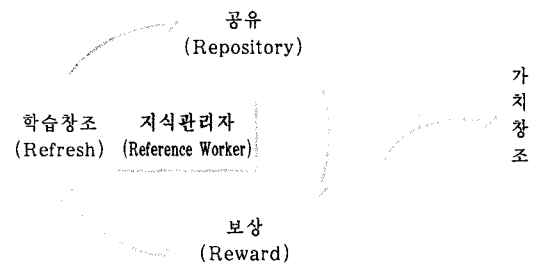 공유
(Repository)
학습창조
(Refresh)
지식관리자
(Reference Worker)
보상
(Reward)
가치창조